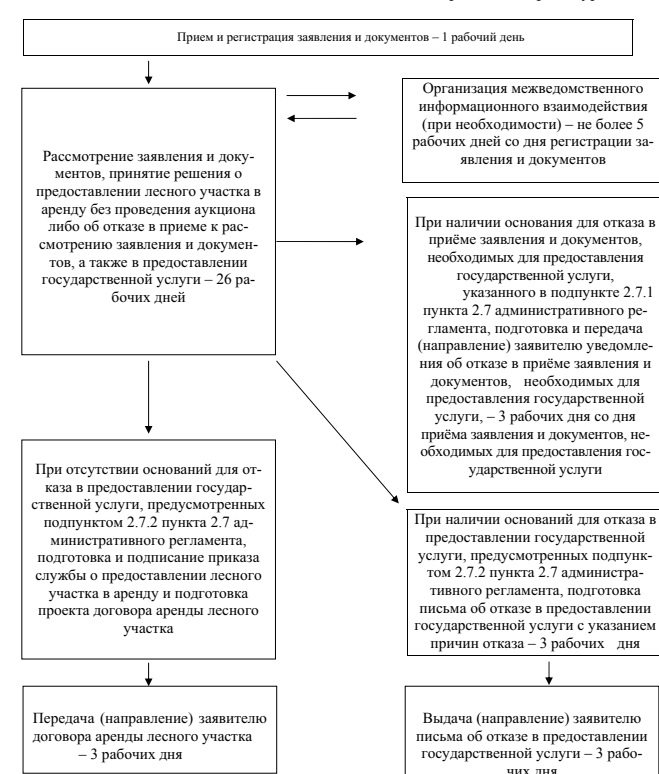 Прием и регистрация заявления и документов – 1 рабочий день
Рассмотрение заявления и доку-
ментов, принятие решения о
предоставлении лесного участка в
аренду без проведения аукциона
либо об отказе в приеме к рас-
смотрению заявления и докумен-
тов, а также в предоставлении
государственной услуги – 26 ра-
бочих дней
Организация межведомственного
информационного взаимодействия
(при необходимости) – не более 5
рабочих дней со дня регистрации за-
явления и документов
При наличии основания для отказа в
приёме заявления и документов,
необходимых для предоставления
государственной услуги,
указанного в подпункте 2.7.1
пункта 2.7 административного ре-
гламента, подготовка и передача
(направление) заявителю уведомле-
ния об отказе в приёме заявления и
документов, необходимых для
предоставления государственной
услуги, – 3 рабочих дня со дня
приёма заявления и документов, не-
обходимых для предоставления гос-
ударственной услуги
При отсутствии оснований для от-
каза в предоставлении государ-
ственной услуги, предусмотренных
подпунктом 2.7.2 пункта 2.7 ад-
министративного регламента,
подготовка и подписание приказа
службы о предоставлении лесного
участка в аренду и подготовка
проекта договора аренды лесного
участка
При наличии оснований для отказа в
предоставлении государственной
услуги, предусмотренных подпунк-
том 2.7.2 пункта 2.7 администра-
тивного регламента, подготовка
письма об отказе в предоставлении
государственной услуги с указанием
причин отказа – 3 рабочих дня
Передача (направление) заявителю
договора аренды лесного участка
– 3 рабочих дня
Выдача (направление) заявителю
письма об отказе в предоставлении
государственной услуги – 3 рабо-
чих дня